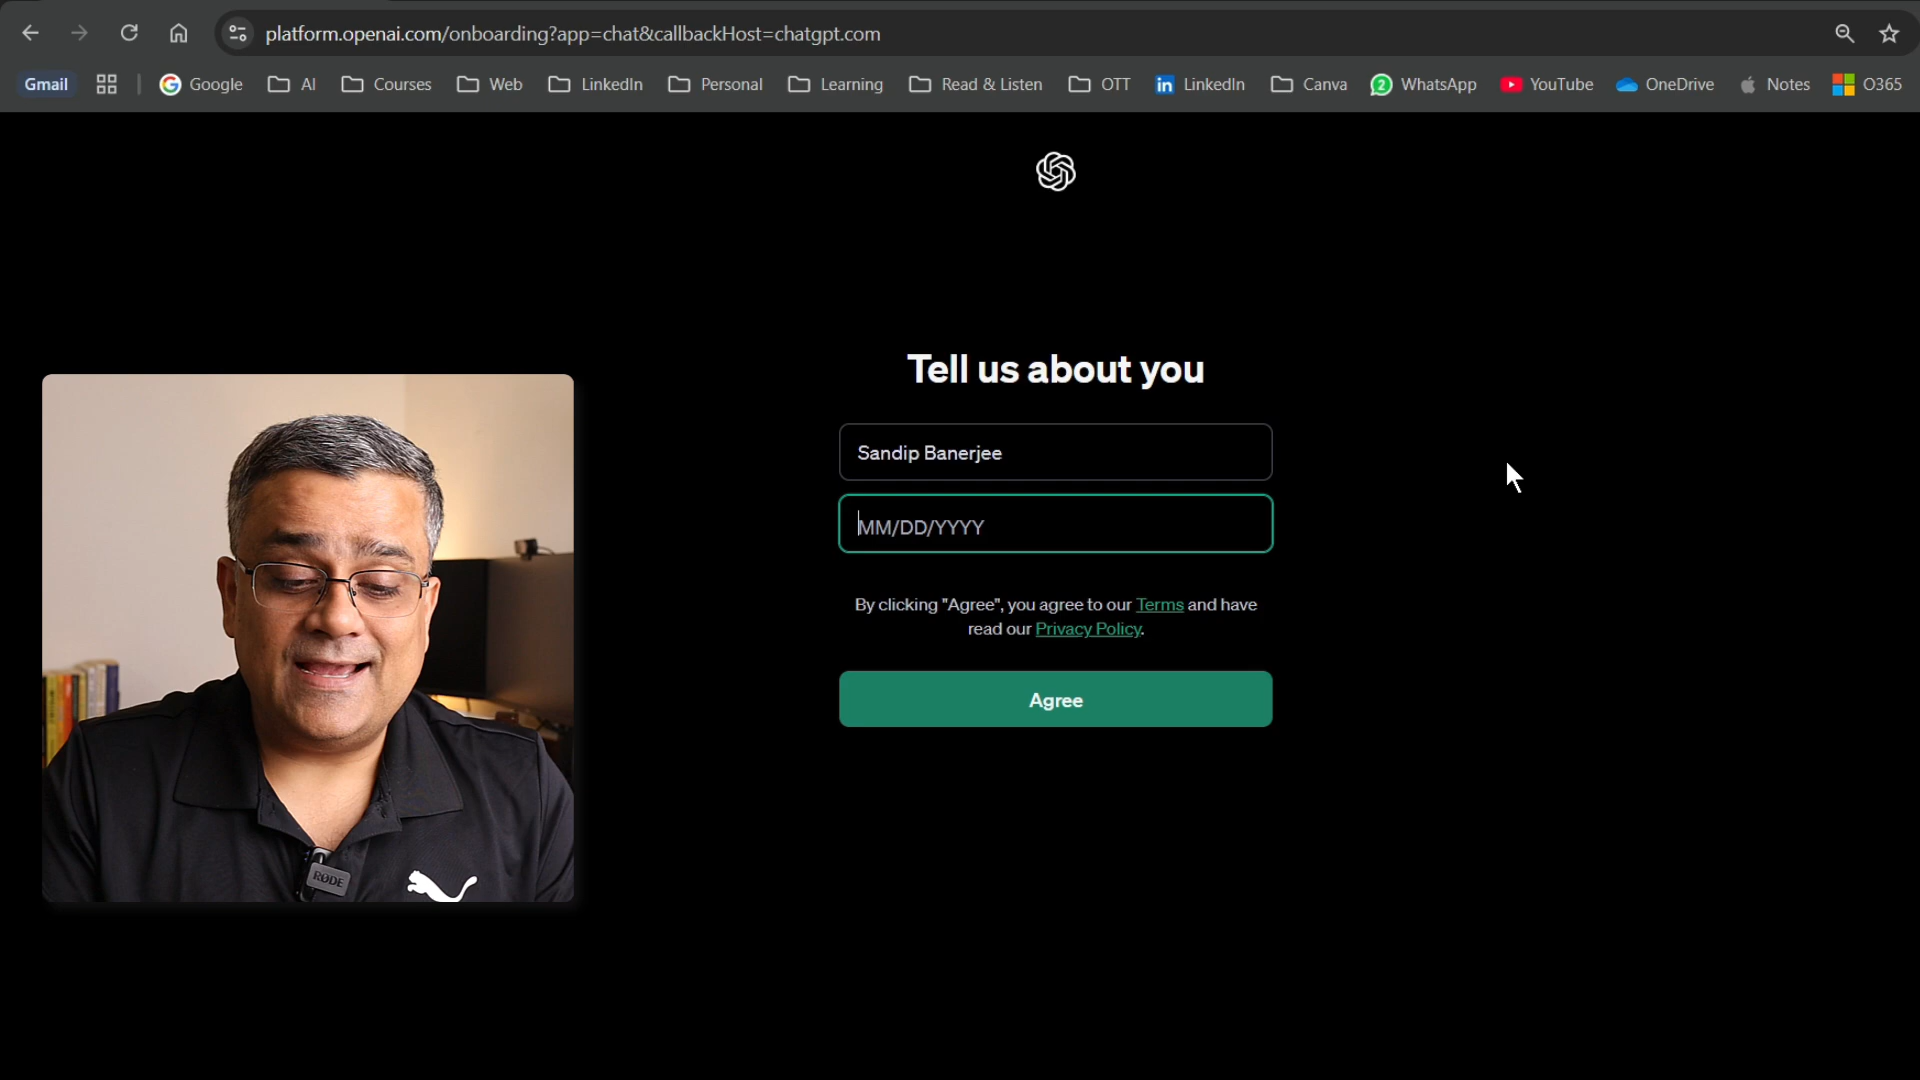 platform.openai.com/onboarding?app=chat&callbackHost=chatgpt.com
Gmail Google AI Courses Web LinkedIn Personal Learning Read & Listen OTT in LinkedIn Canva 2 WhatsApp YouTube OneDrive Notes O365
Tell us about you
Sandip Banerjee
MM/DD/YYYY
By clicking "Agree", you agree to our Terms and have
read our Privacy Policy.
Agree
RØDE